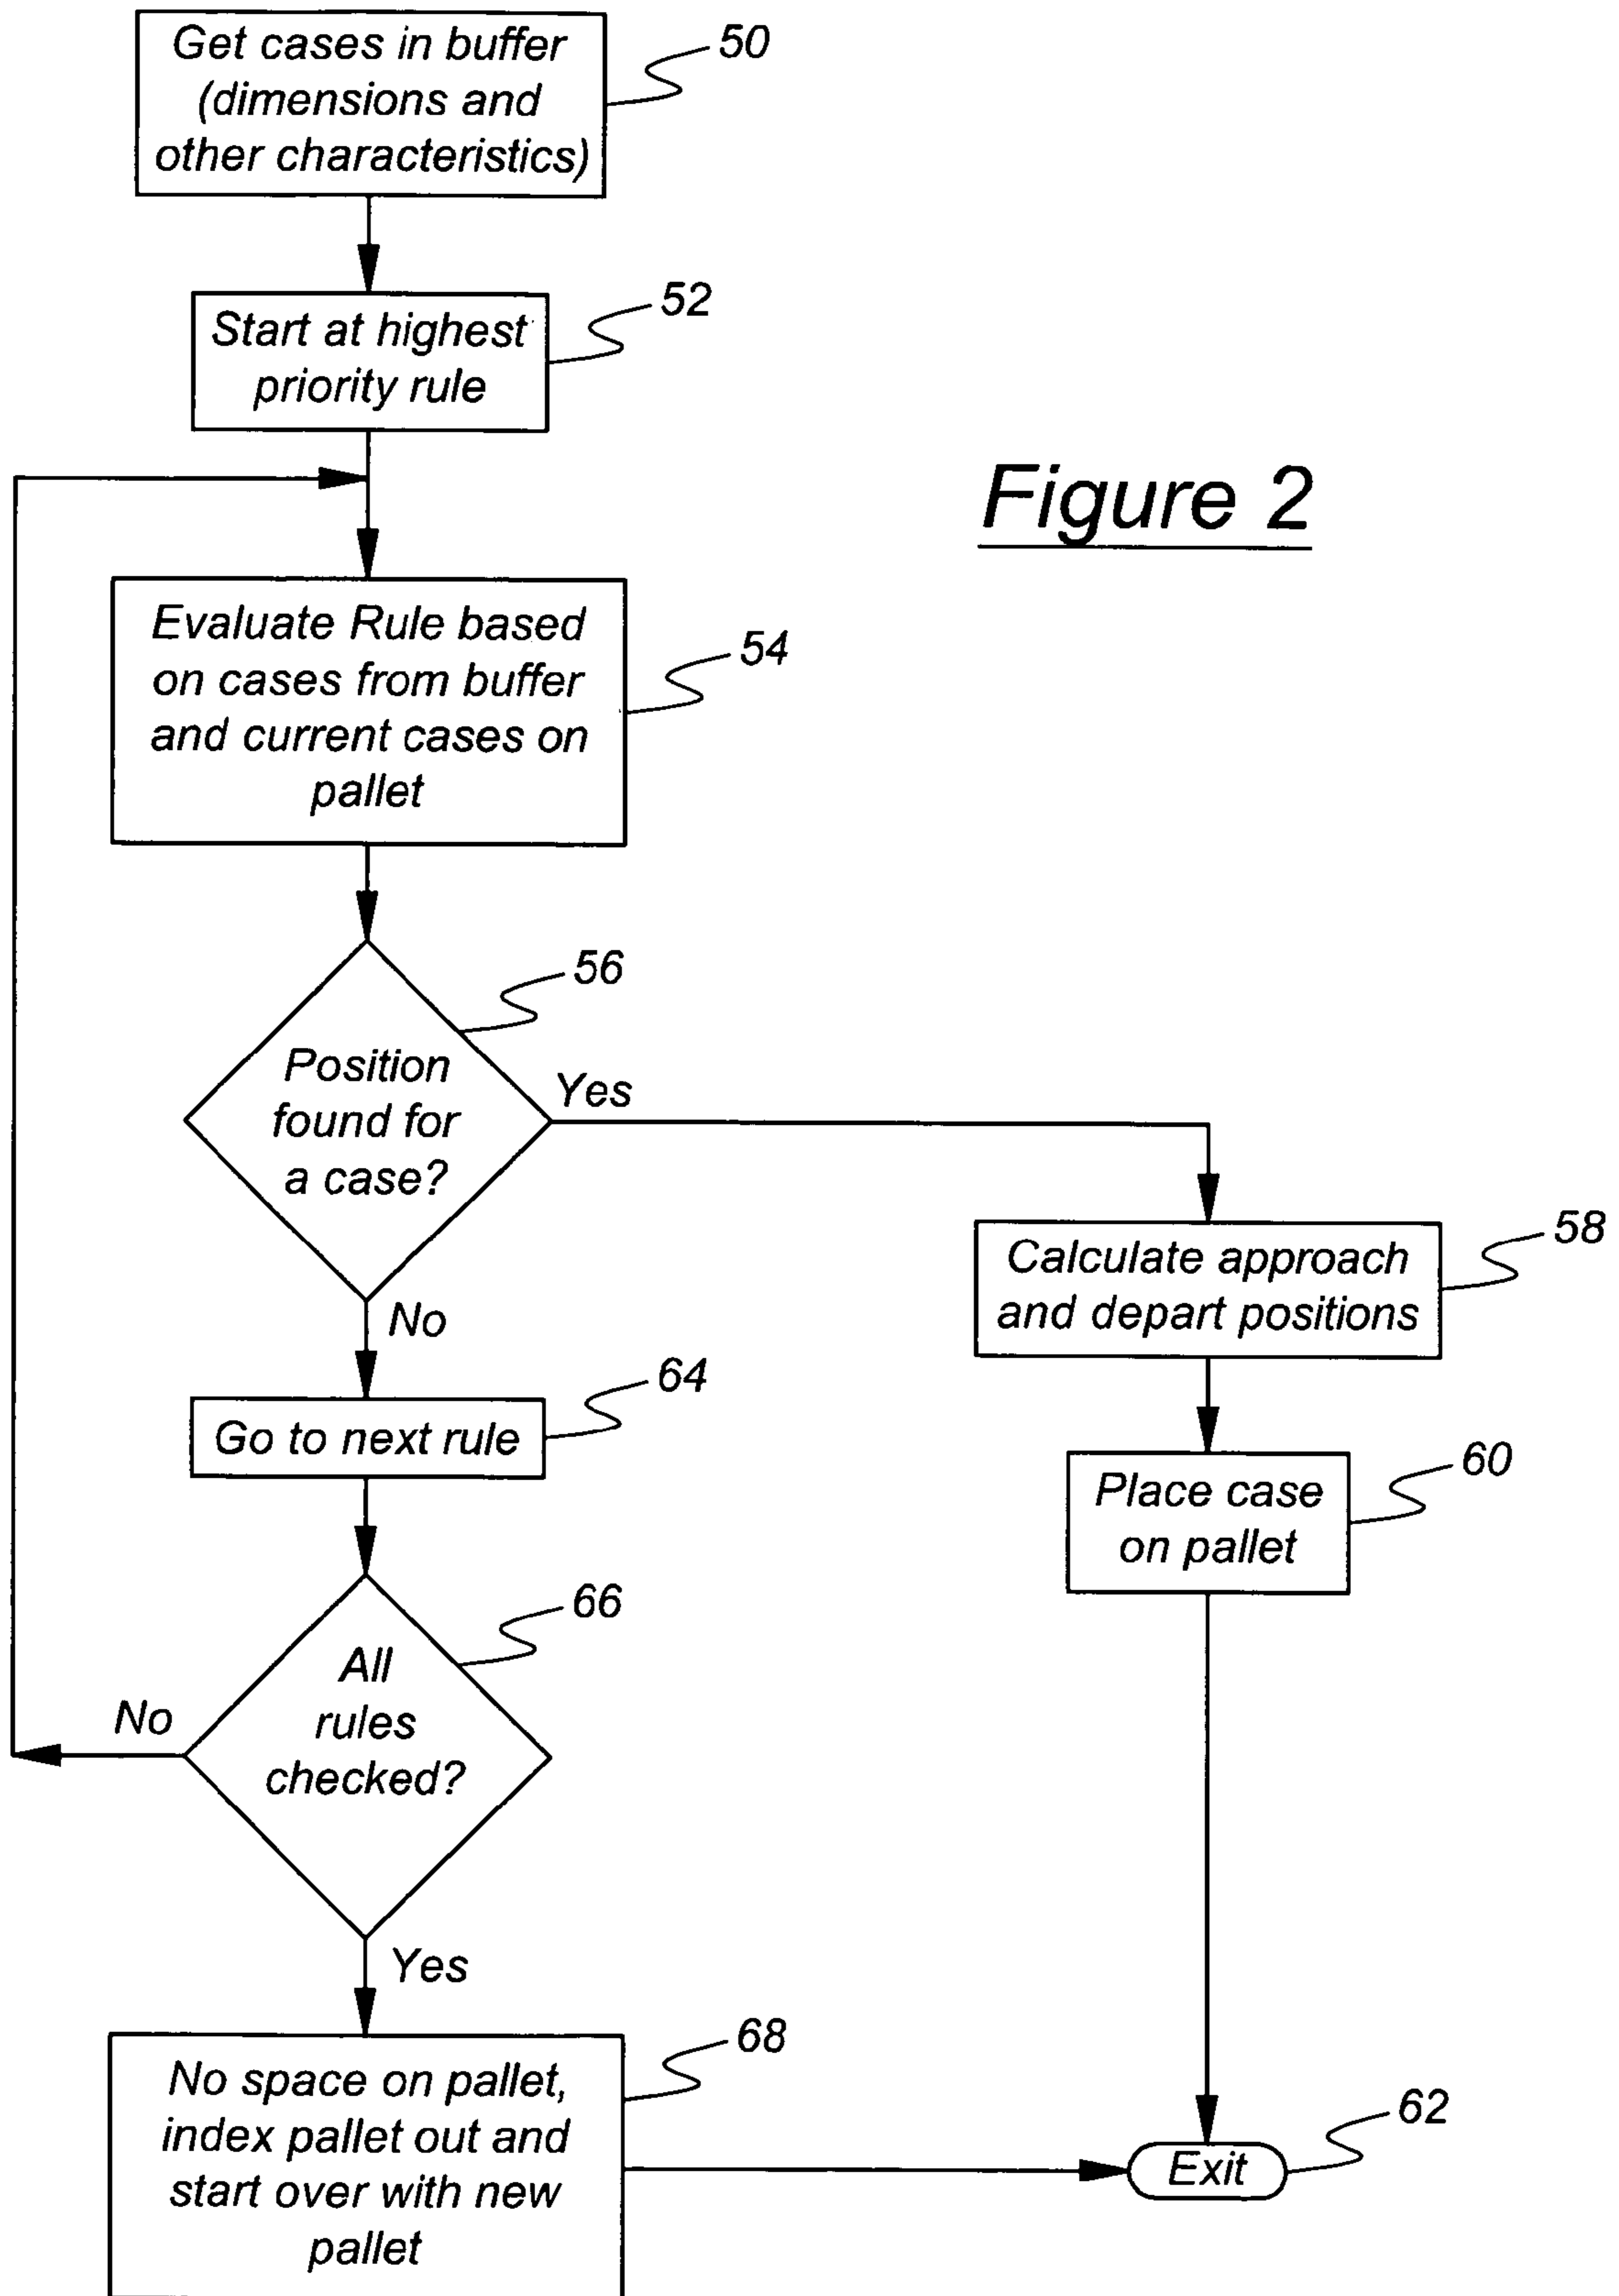 Get cases in buffer
(dimensions and
other characteristics)
50
Start at highest
priority rule
52
Figure 2
Evaluate Rule based
on cases from buffer
and current cases on
pallet
54
56
Position
found for
a case?
Yes
No
58
Calculate approach
and depart positions
64
Go to next rule
60
Place case
on pallet
66
All
rules
checked?
No
Yes
68
No space on pallet,
index pallet out and
start over with new
pallet
62
Exit